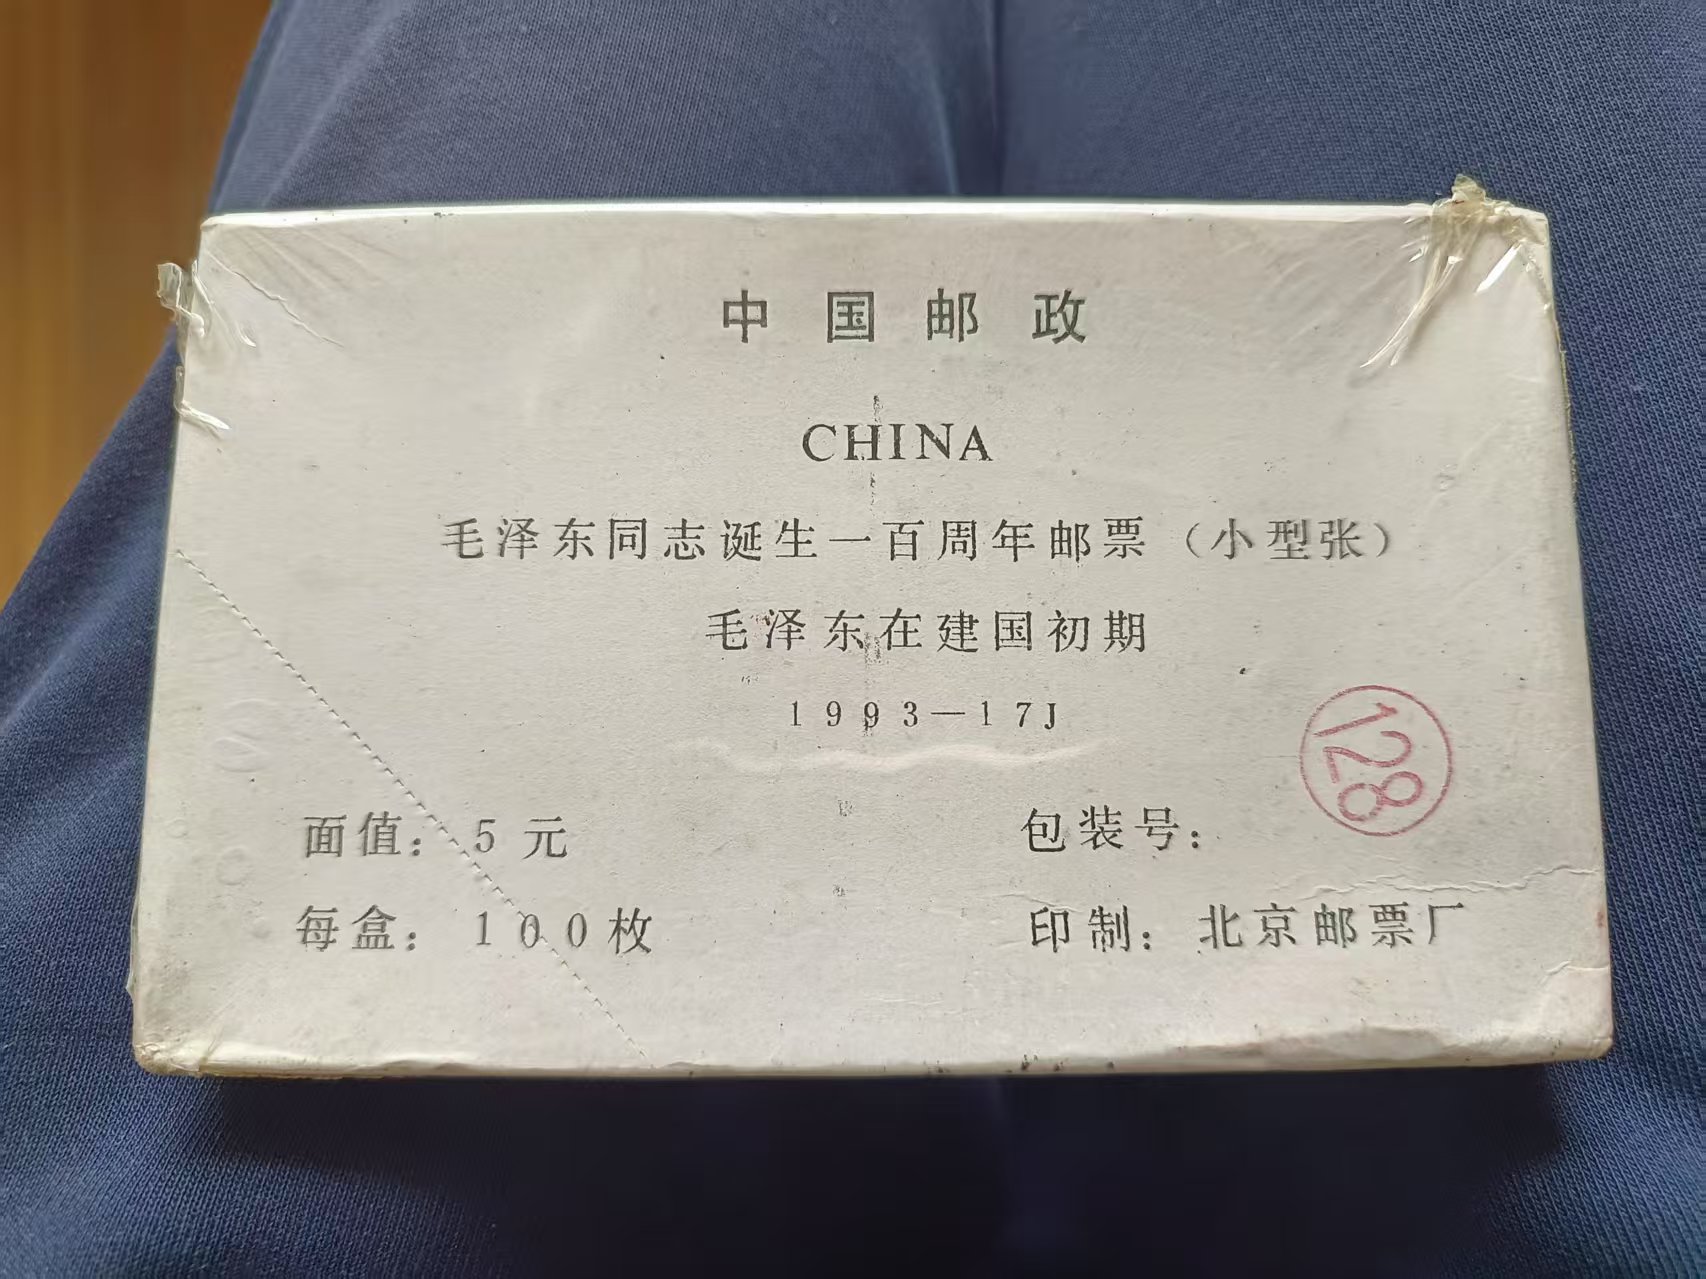 中国邮政
CHINA
毛泽东同志诞生一百周年邮票（小型张）
毛泽东在建国初期
1993—17J
面值：5元 包装号：128
每盒：100枚 印制：北京邮票厂